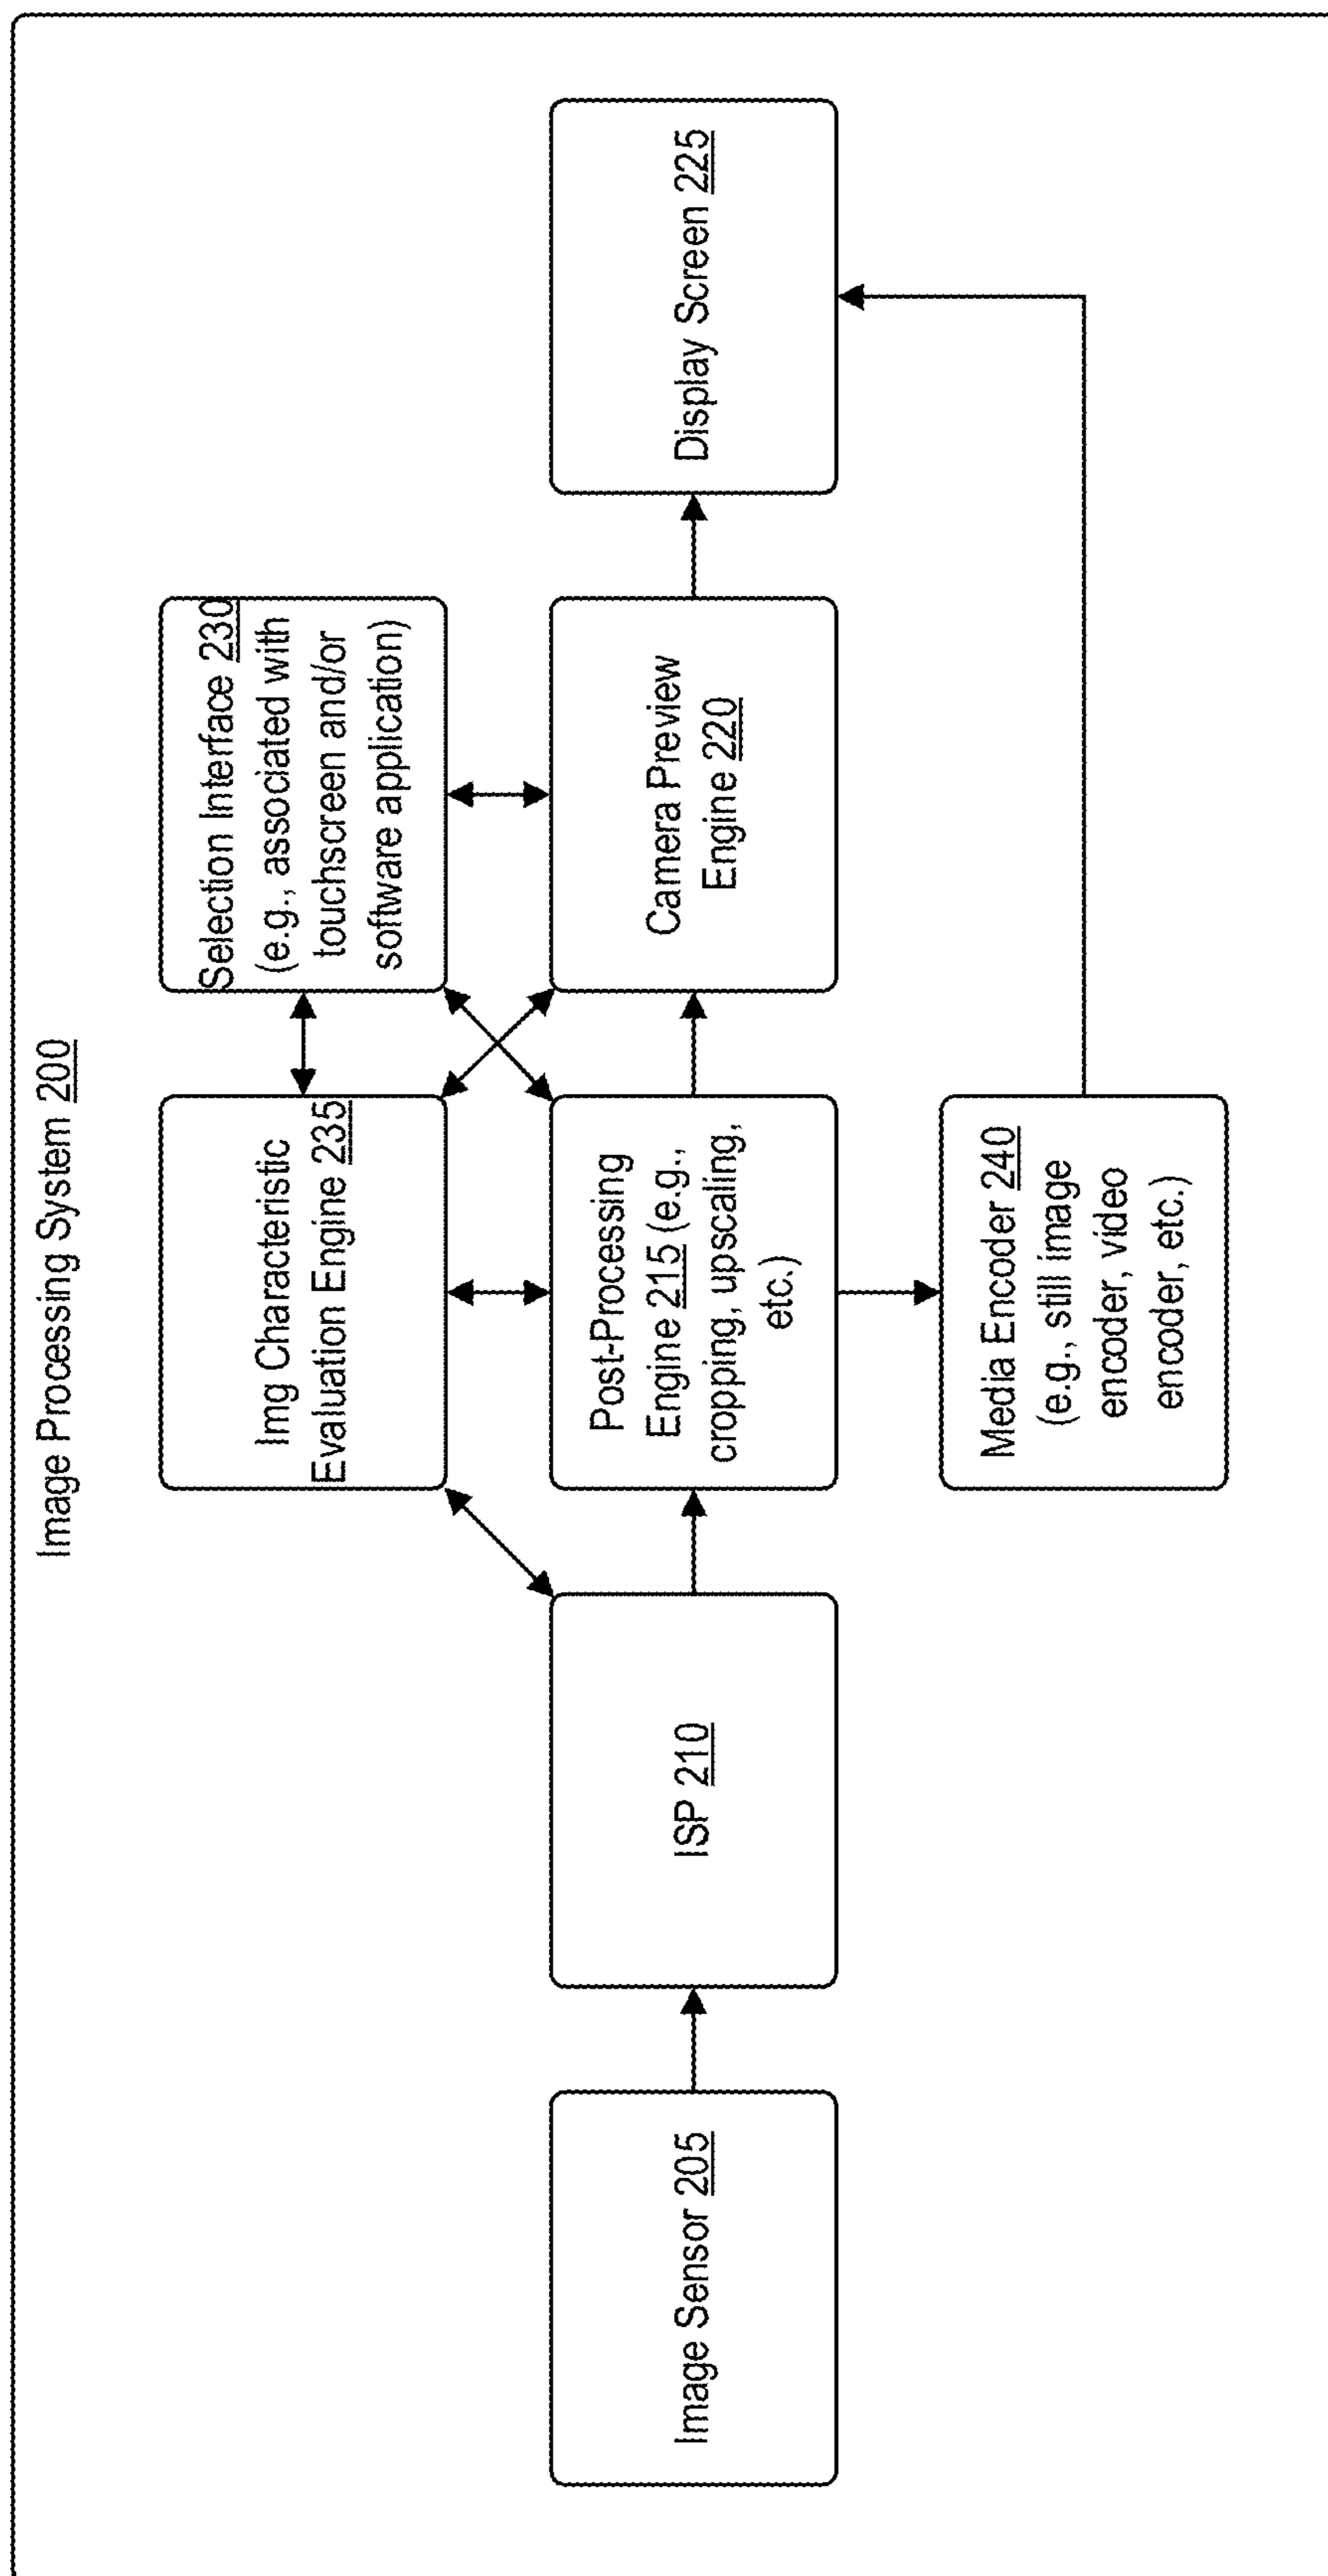 Image Processing System 200
Img Characteristic
Evaluation Engine 235
Selection Interface 230
(e.g., associated with
touchscreen and/or
software application)
Image Sensor 205
ISP 210
Post-Processing
Engine 215 (e.g.,
cropping, upscaling,
etc.)
Camera Preview
Engine 220
Display Screen 225
Media Encoder 240
(e.g., still image
encoder, video
encoder, etc.)